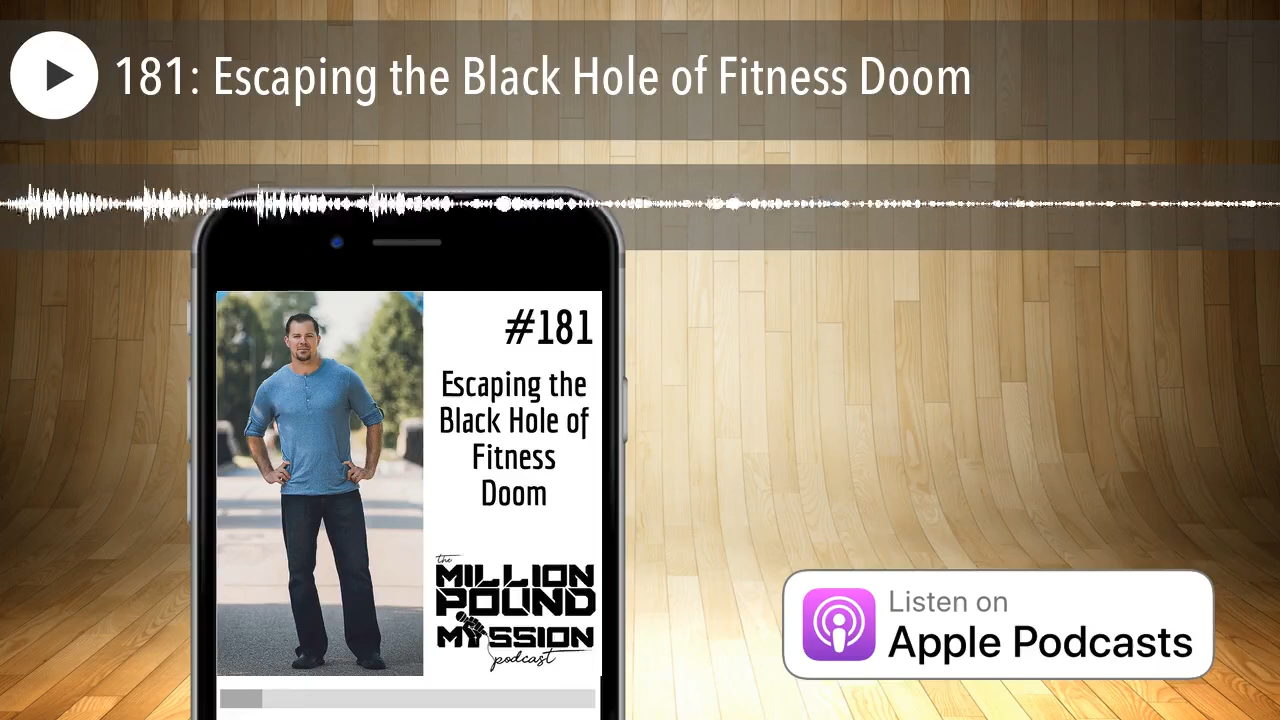 181: Escaping the Black Hole of Fitness Doom
#181
Escaping the
Black Hole of
Fitness
Doom
the
MILLION
POUND
MYSSION
podcast
Listen on
Apple Podcasts